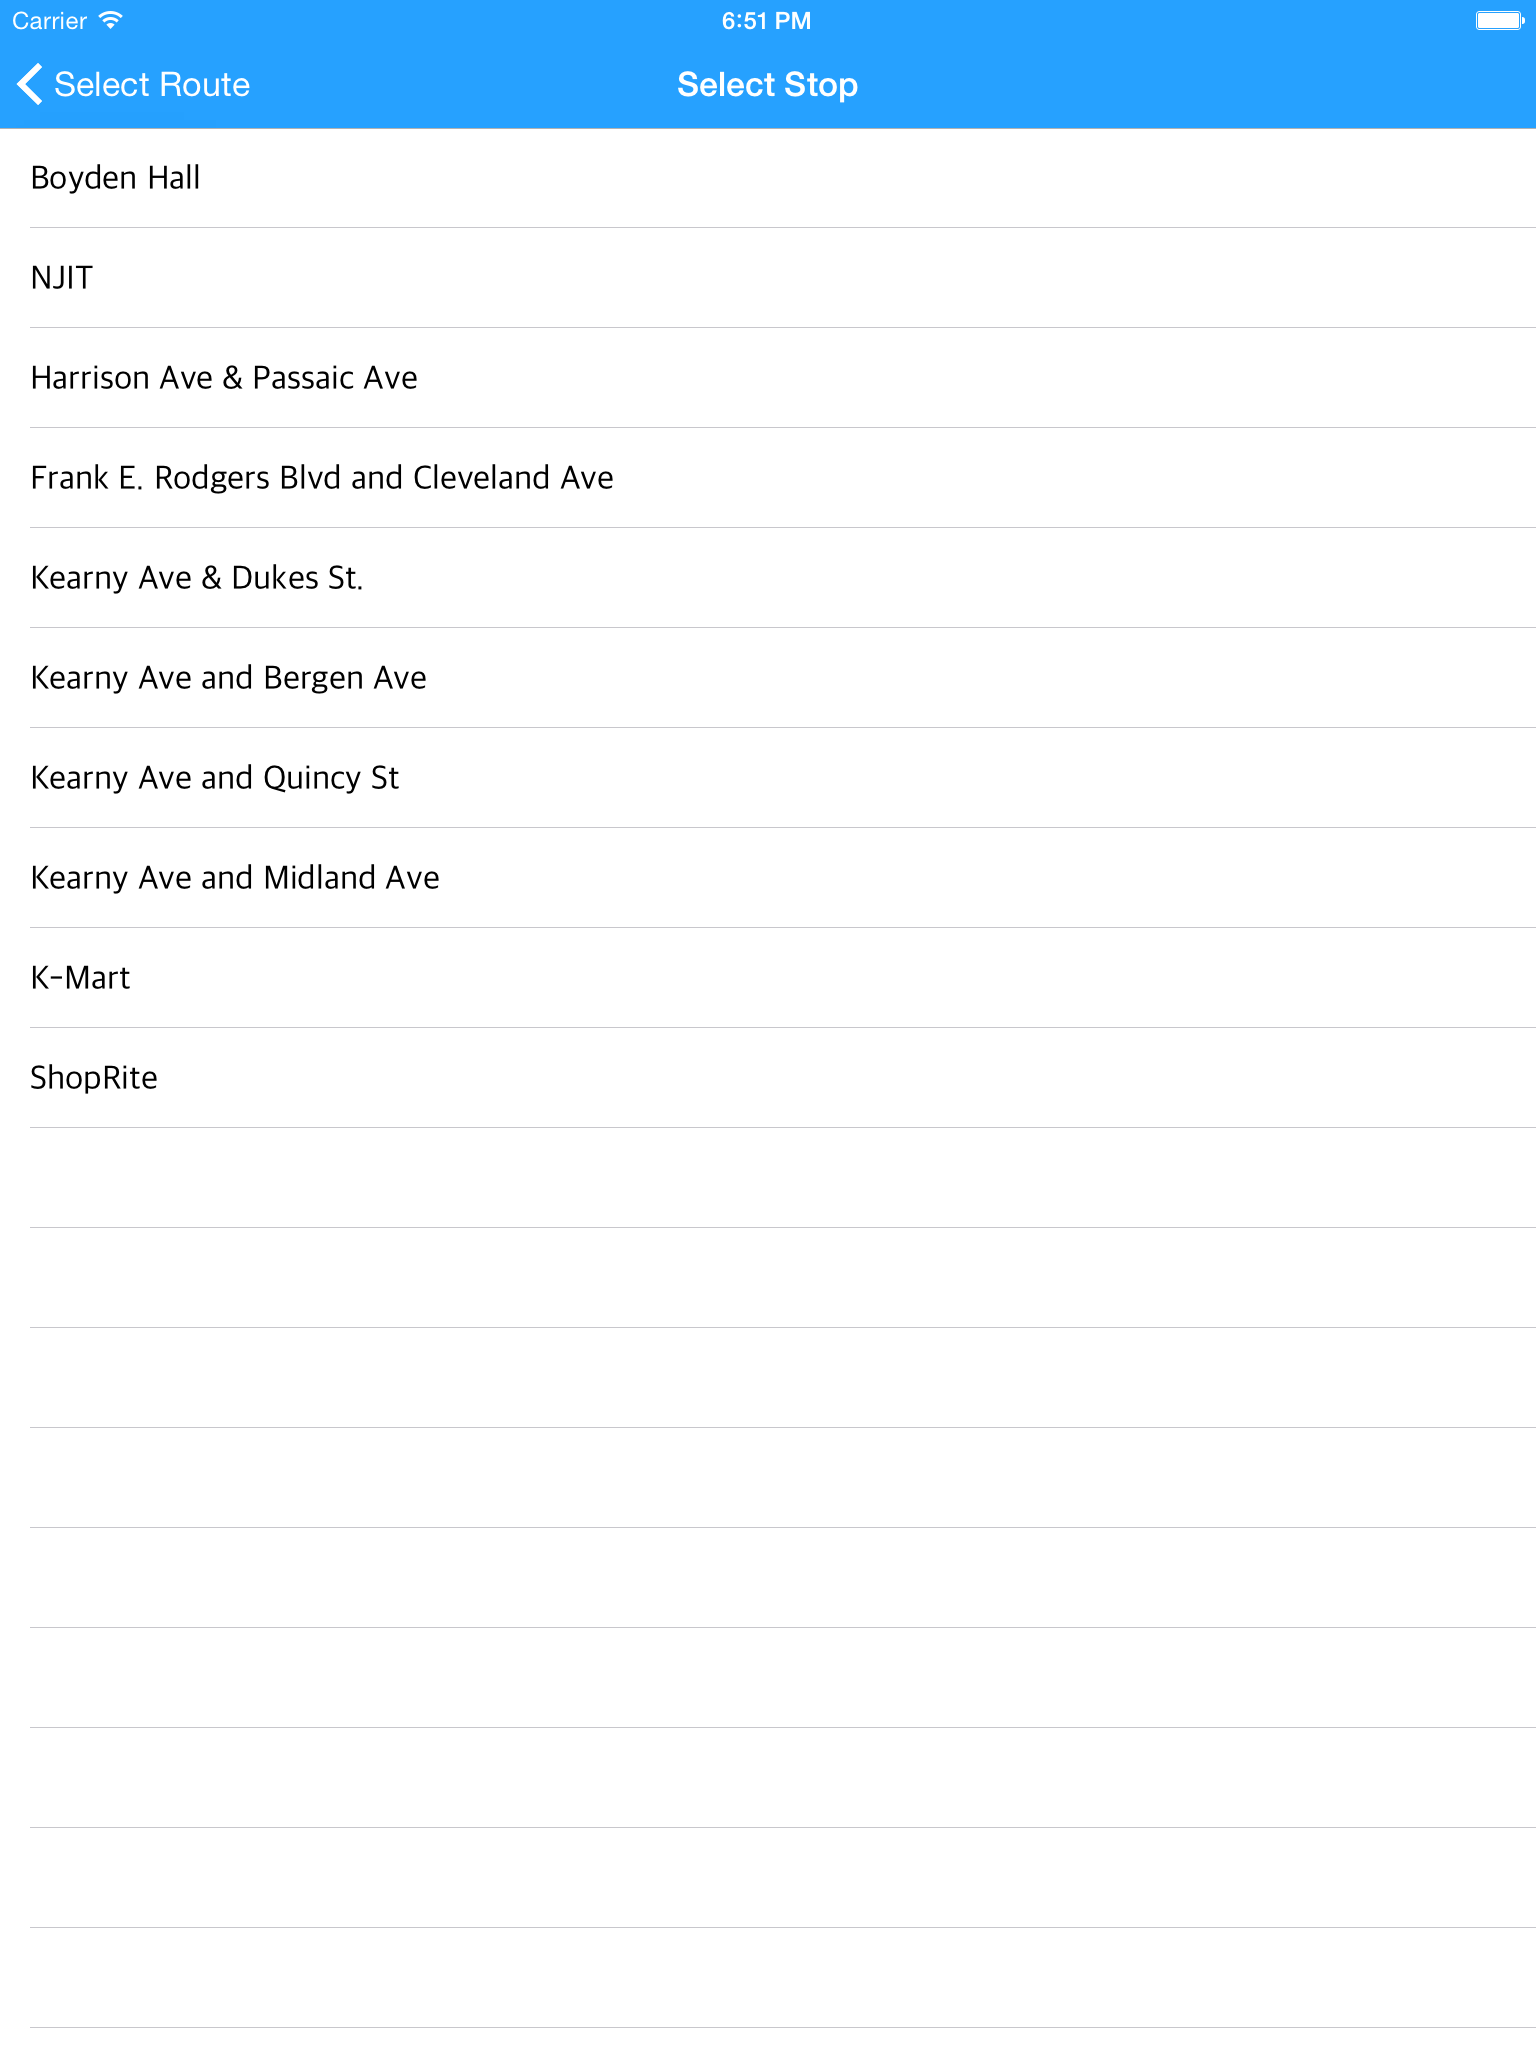 Carrier 6:51 PM
Select Route Select Stop
Boyden Hall
NJIT
Harrison Ave & Passaic Ave
Frank E. Rodgers Blvd and Cleveland Ave
Kearny Ave & Dukes St.
Kearny Ave and Bergen Ave
Kearny Ave and Quincy St
Kearny Ave and Midland Ave
K-Mart
ShopRite